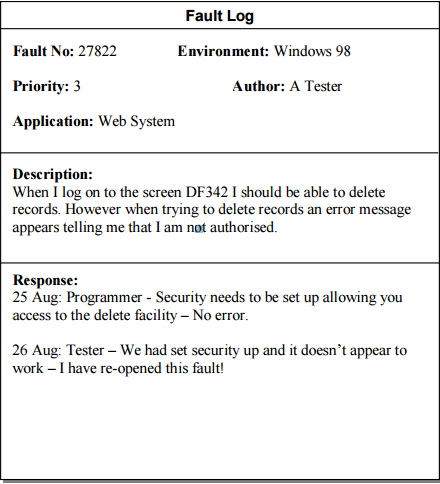 Fault Log
Fault No: 27822 Environment: Windows 98
Priority: 3 Author: A Tester
Application: Web System
Description:
When I log on to the screen DF342 I should be able to delete
records. However when trying to delete records an error message
appears telling me that I am not authorised.
Response:
25 Aug: Programmer - Security needs to be set up allowing you
access to the delete facility – No error.
26 Aug: Tester – We had set security up and it doesn’t appear to
work – I have re-opened this fault!